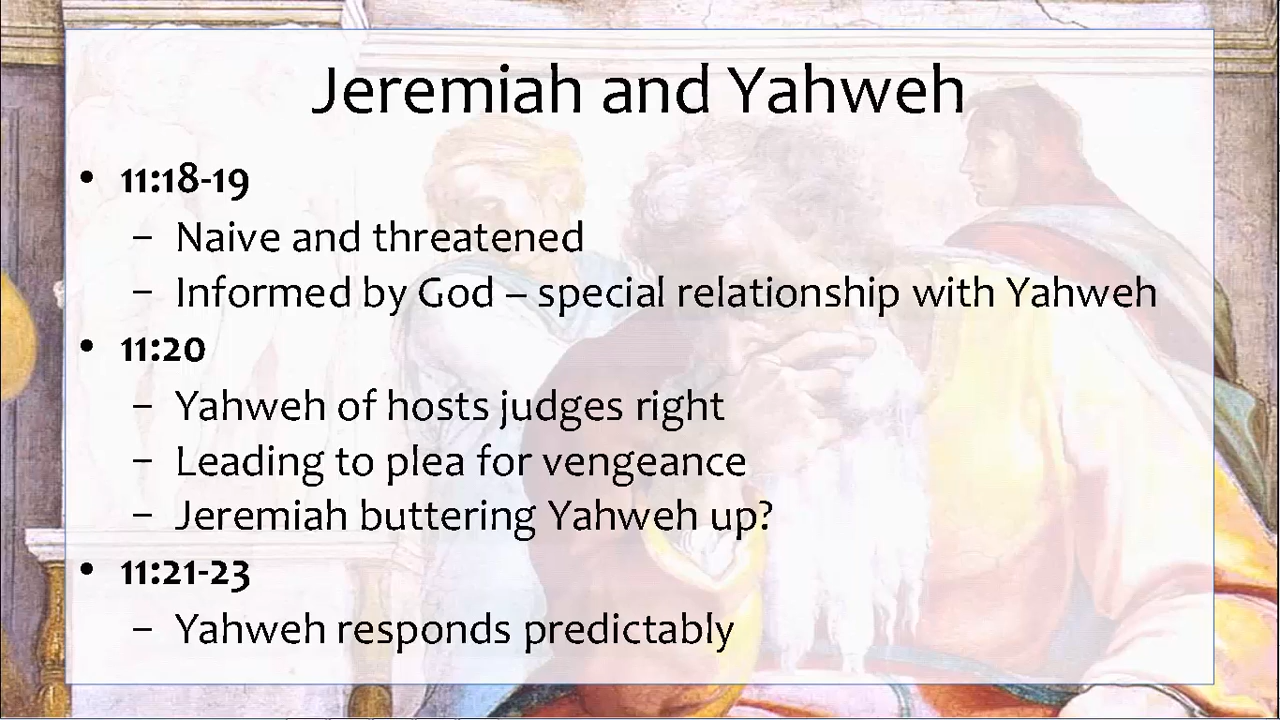 Jeremiah and Yahweh
• 11:18-19
– Naive and threatened
– Informed by God – special relationship with Yahweh
• 11:20
– Yahweh of hosts judges right
– Leading to plea for vengeance
– Jeremiah buttering Yahweh up?
• 11:21-23
– Yahweh responds predictably